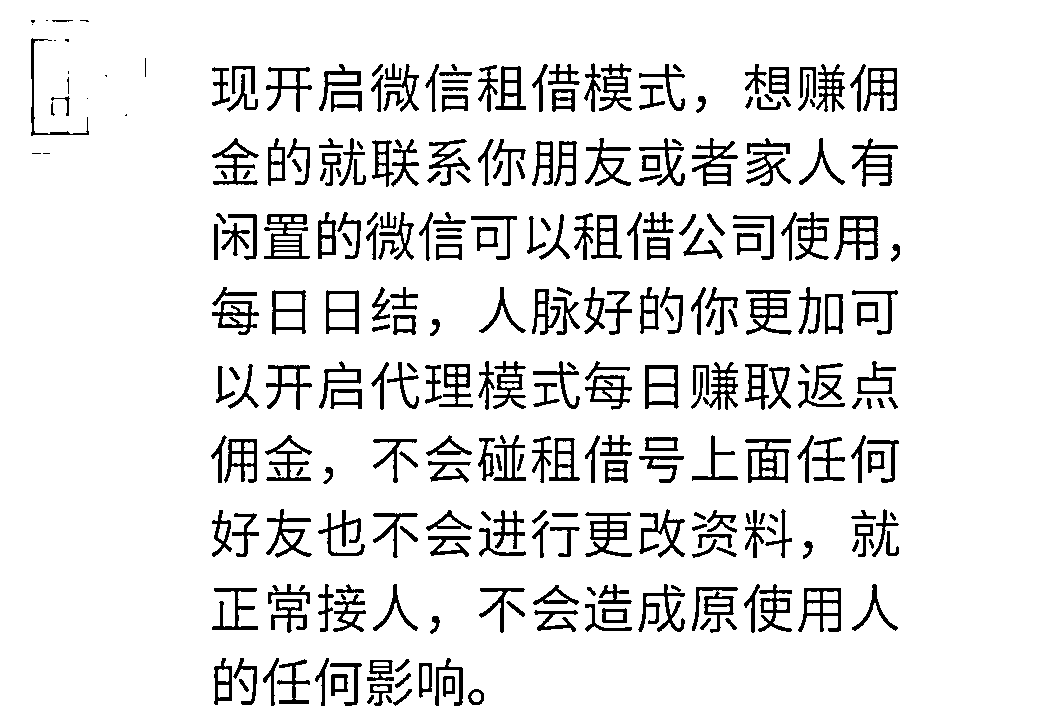 现开启微信租借模式，想赚佣
金的就联系你朋友或者家人有
闲置的微信可以租借公司使用，
每日日结，人脉好的你更加可
以开启代理模式每日赚取返点
佣金，不会碰租借号上面任何
好友也不会进行更改资料，就
正常接人，不会造成原使用人
的任何影响。